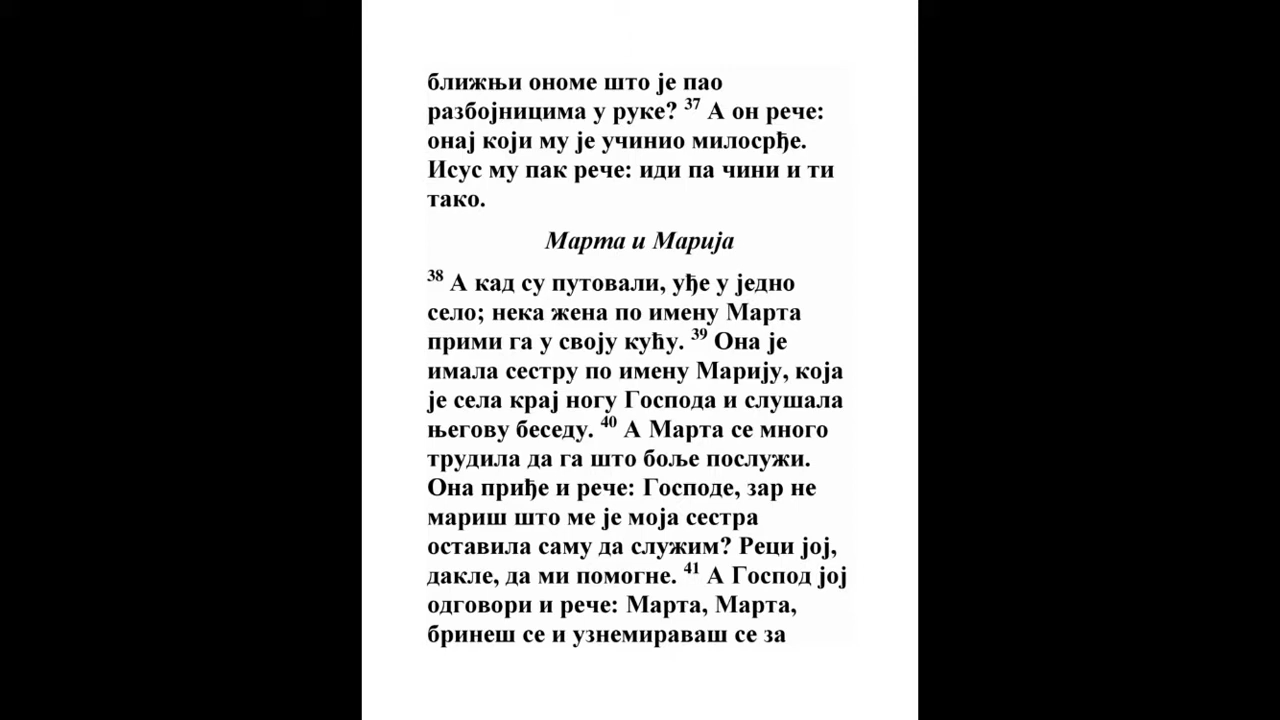 ближњи ономе што је пао
разбојницима у руке? 37 А он рече:
онај који му је учинио милосрђе.
Исус му пак рече: иди па чини и ти
тако.
Марта и Марија
38 А кад су путовали, уђе у једно
село; нека жена по имену Марта
прими га у своју кућу. 39 Она је
имала сестру по имену Марију, која
је села крај ногу Господа и слушала
његову беседу. 40 А Марта се много
трудила да га што боље послужи.
Она приђе и рече: Господе, зар не
мариш што ме је моја сестра
оставила саму да служим? Реци јој,
дакле, да ми помогне. 41 А Господ јој
одговори и рече: Марта, Марта,
бринеш се и узнемираваш се за